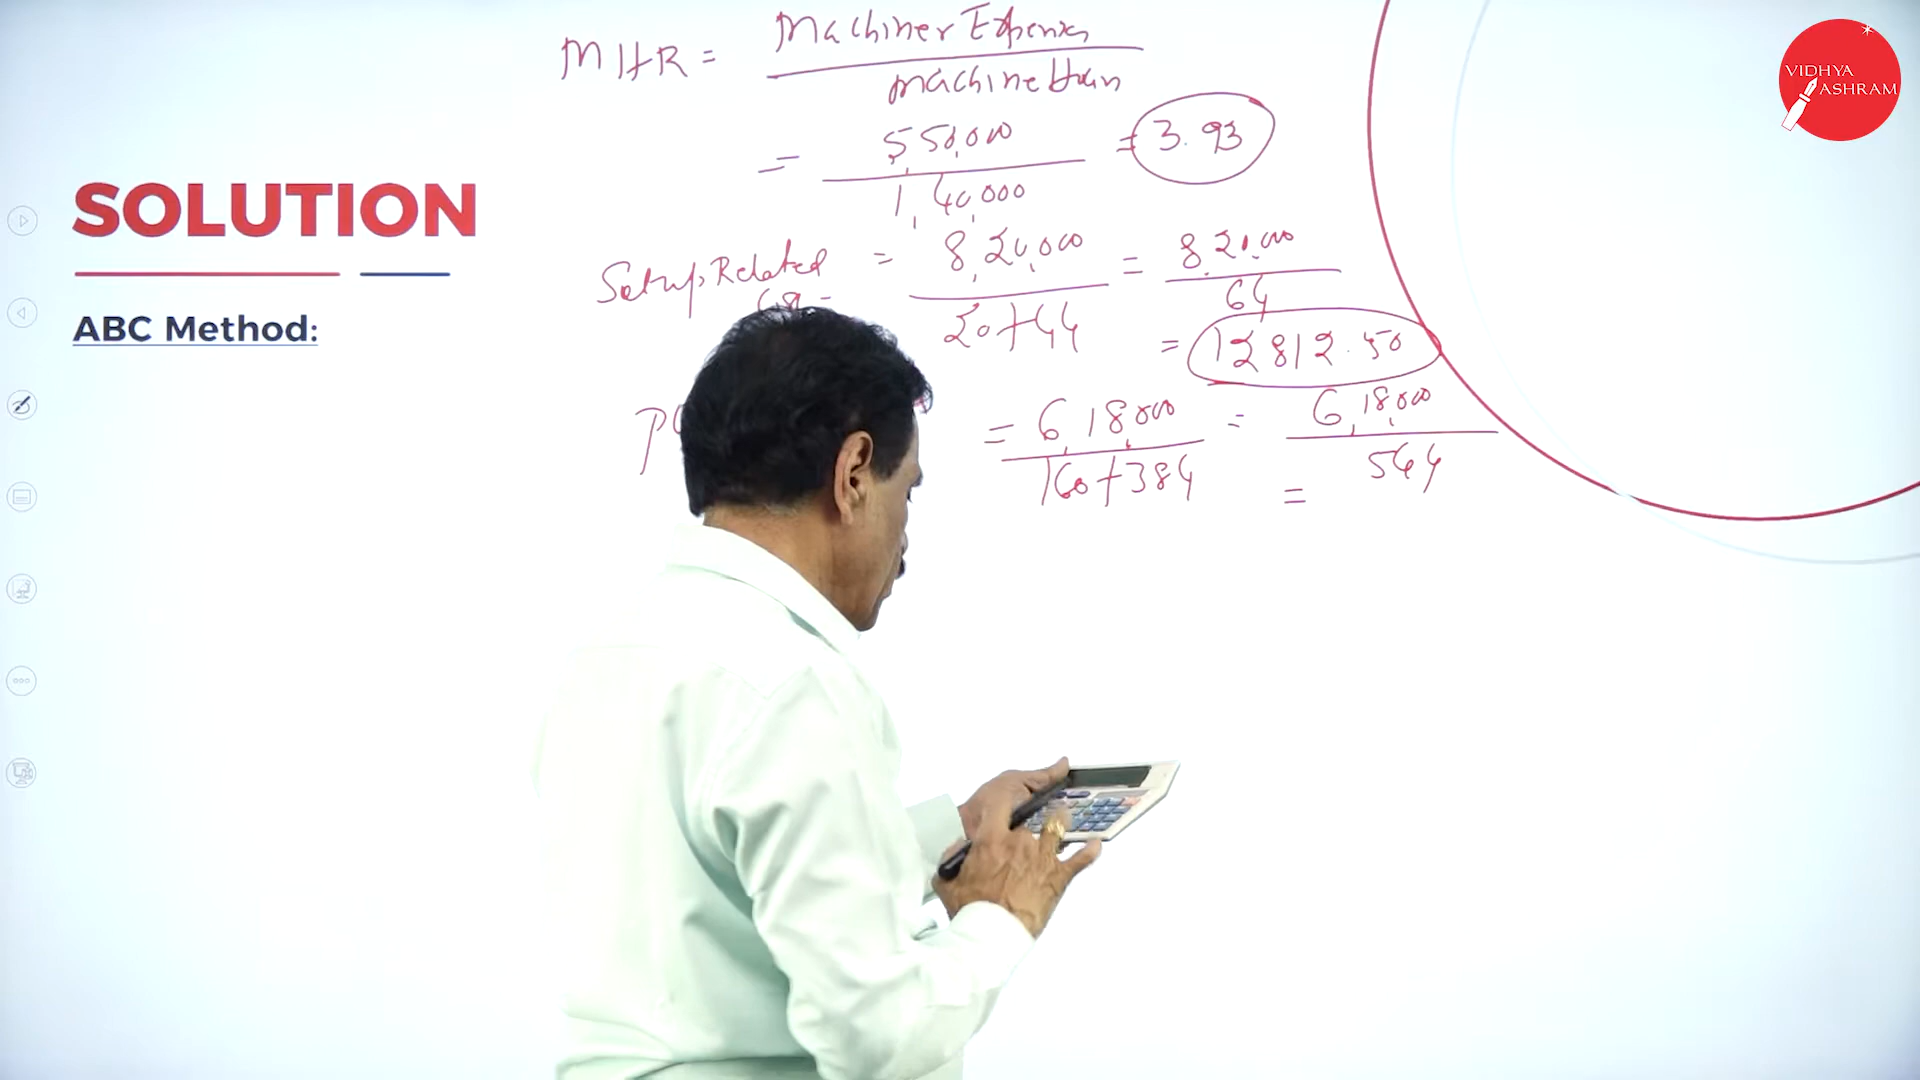 MHR = Machiner Expenses
machine Hours
= 5,50,000 = 3.93
1,40,000
Setup Related = 8,20,000 = 8,20,000
20+44 64
= 12812.50
= 6,18,000 = 6,18,000
160+384 544
=
SOLUTION
ABC Method:
VIDHYA
ASHRAM